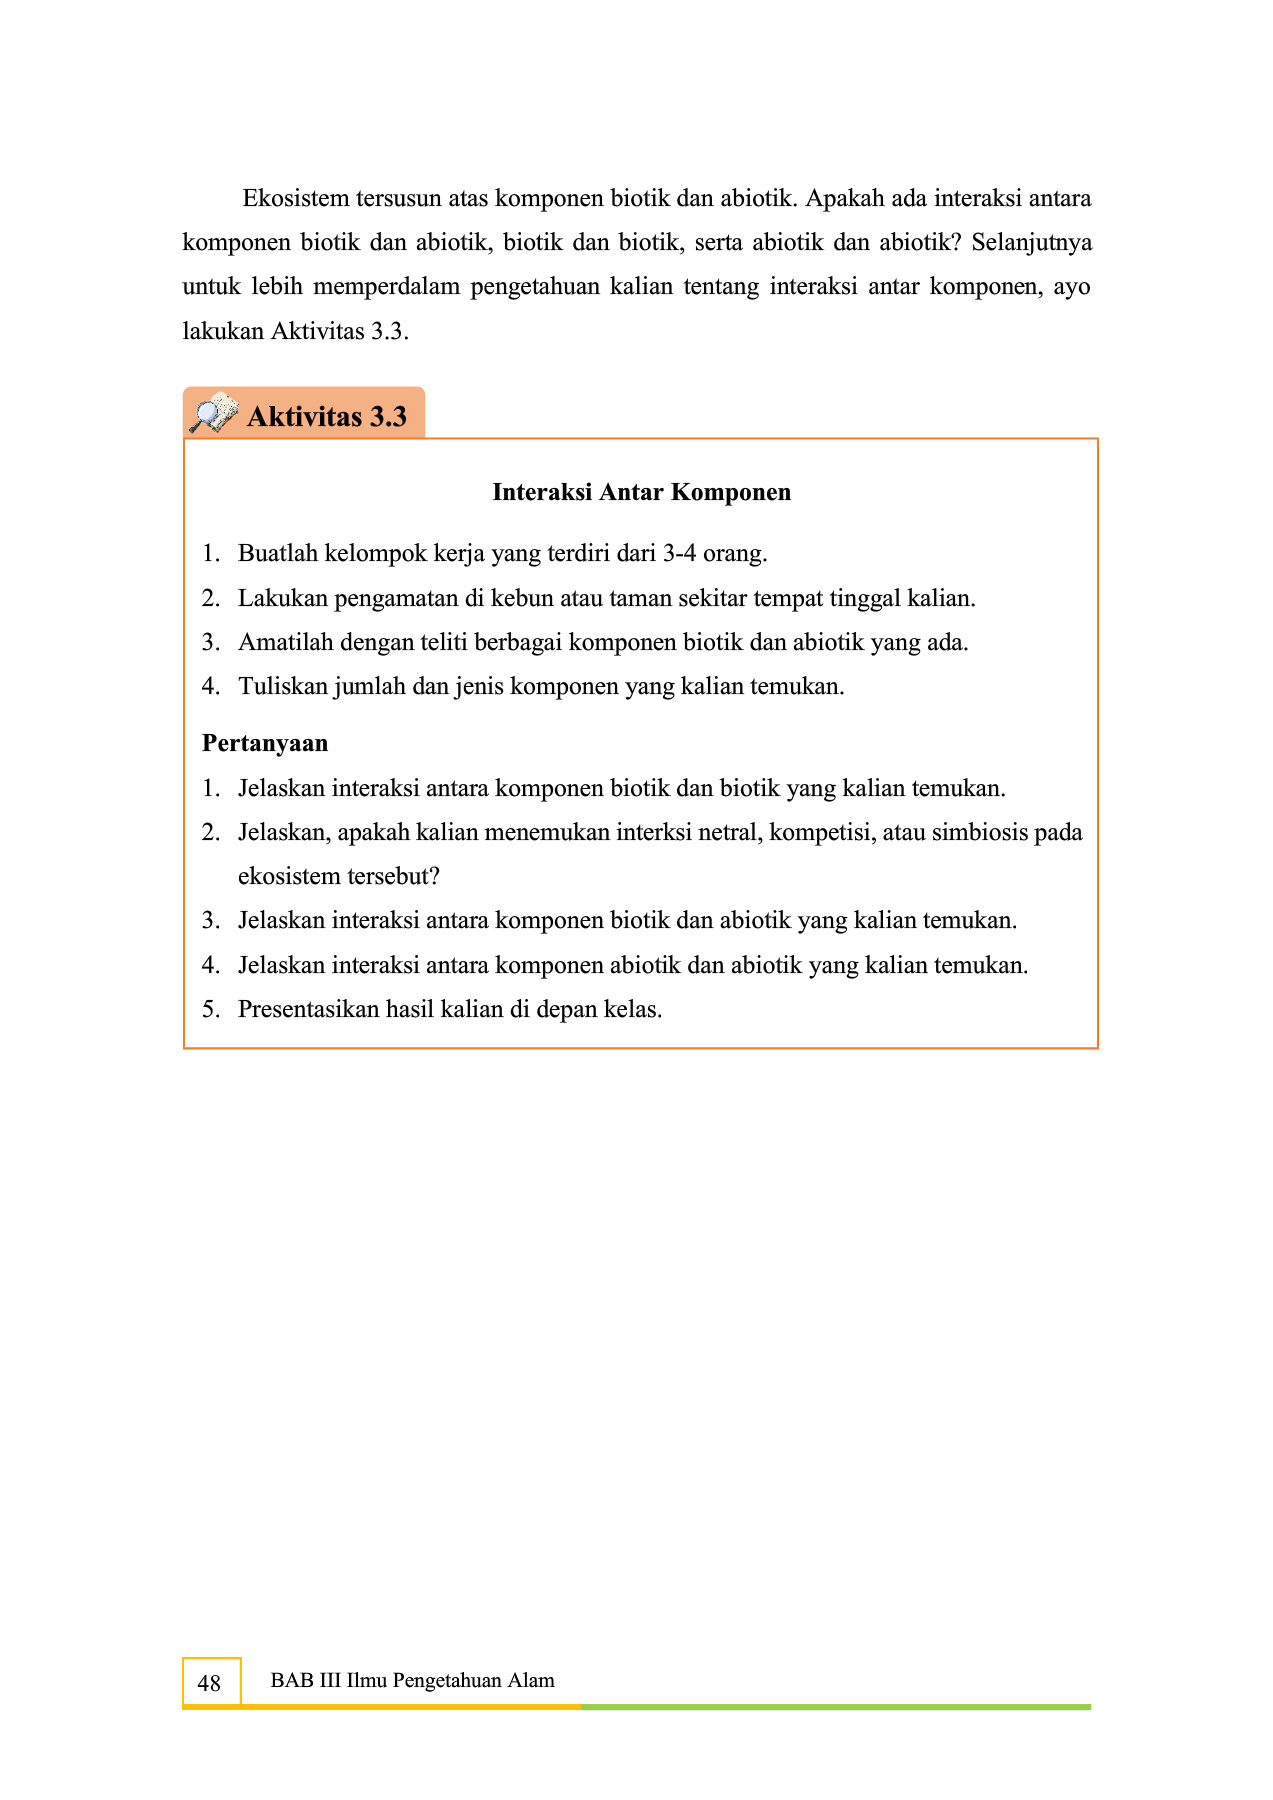 Ekosistem tersusun atas komponen biotik dan abiotik. Apakah ada interaksi antara
komponen biotik dan abiotik, biotik dan biotik, serta abiotik dan abiotik? Selanjutnya
untuk lebih memperdalam pengetahuan kalian tentang interaksi antar komponen, ayo
lakukan Aktivitas 3.3.
Aktivitas 3.3
Interaksi Antar Komponen
1. Buatlah kelompok kerja yang terdiri dari 3-4 orang.
2. Lakukan pengamatan di kebun atau taman sekitar tempat tinggal kalian.
3. Amatilah dengan teliti berbagai komponen biotik dan abiotik yang ada.
4. Tuliskan jumlah dan jenis komponen yang kalian temukan.
Pertanyaan
1. Jelaskan interaksi antara komponen biotik dan biotik yang kalian temukan.
2. Jelaskan, apakah kalian menemukan interksi netral, kompetisi, atau simbiosis pada
ekosistem tersebut?
3. Jelaskan interaksi antara komponen biotik dan abiotik yang kalian temukan.
4. Jelaskan interaksi antara komponen abiotik dan abiotik yang kalian temukan.
5. Presentasikan hasil kalian di depan kelas.
48 BAB III Ilmu Pengetahuan Alam